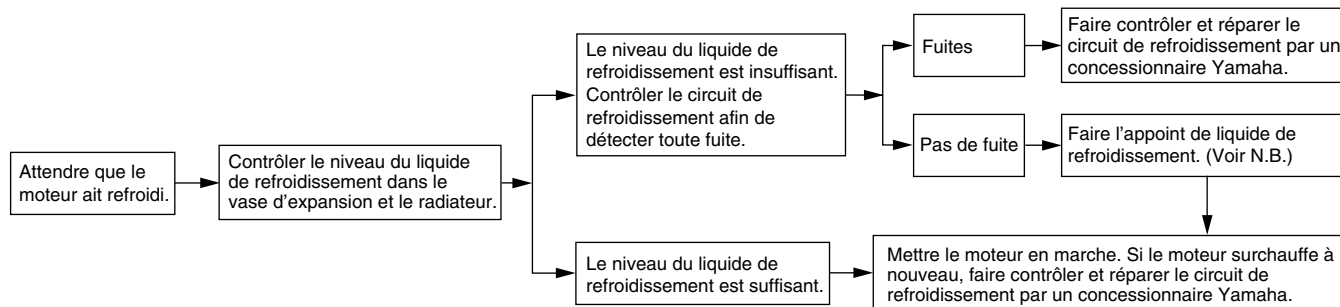 Attendre que le
moteur ait refroidi.
Contrôler le niveau du liquide
de refroidissement dans le
vase d’expansion et le radiateur.
Le niveau du liquide de
refroidissement est insuffisant.
Contrôler le circuit de
refroidissement afin de
détecter toute fuite.
Fuites
Faire contrôler et réparer le
circuit de refroidissement par un
concessionnaire Yamaha.
Pas de fuite
Faire l’appoint de liquide de
refroidissement. (Voir N.B.)
Le niveau du liquide de
refroidissement est suffisant.
Mettre le moteur en marche. Si le moteur surchauffe à
nouveau, faire contrôler et réparer le circuit de
refroidissement par un concessionnaire Yamaha.